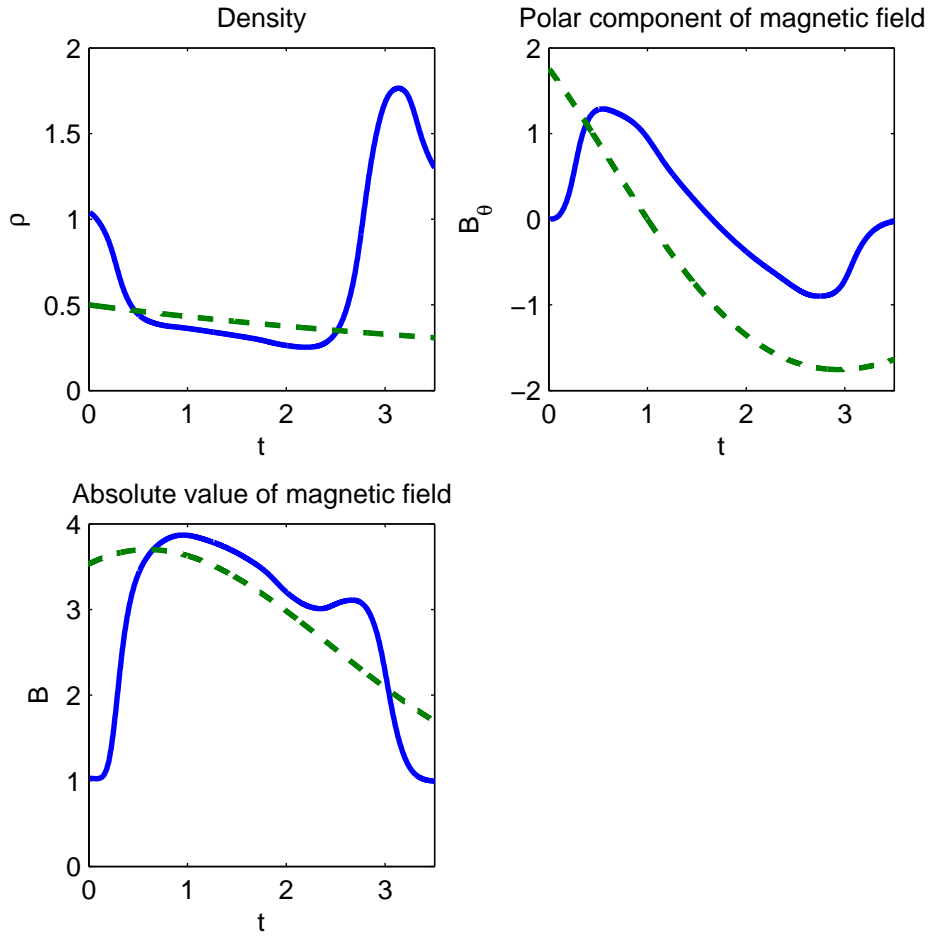 Density
2
1.5
1
0.5
0
ρ
0 1 2 3
t
Polar component of magnetic field
2
1
0
−1
−2
B_θ
0 1 2 3
t
Absolute value of magnetic field
4
3
2
1
0
B
0 1 2 3
t